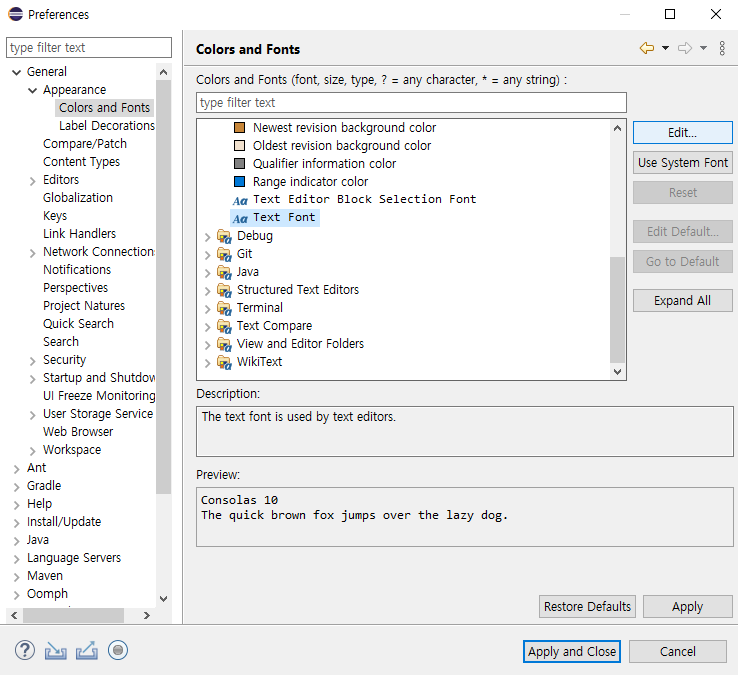 Preferences
type filter text
General
Appearance
Colors and Fonts
Label Decorations
Compare/Patch
Content Types
Editors
Globalization
Keys
Link Handlers
Network Connection
Notifications
Perspectives
Project Natures
Quick Search
Search
Security
Startup and Shutdow
UI Freeze Monitoring
User Storage Service
Web Browser
Workspace
Ant
Gradle
Help
Install/Update
Java
Language Servers
Maven
Oomph
Colors and Fonts
Colors and Fonts (font, size, type, ? = any character, * = any string) :
type filter text
Newest revision background color
Oldest revision background color
Qualifier information color
Range indicator color
Aa Text Editor Block Selection Font
Aa Text Font
Debug
Git
Java
Structured Text Editors
Terminal
Text Compare
View and Editor Folders
WikiText
Edit...
Use System Font
Reset
Edit Default...
Go to Default
Expand All
Description:
The text font is used by text editors.
Preview:
Consolas 10
The quick brown fox jumps over the lazy dog.
Restore Defaults
Apply
?
Apply and Close
Cancel